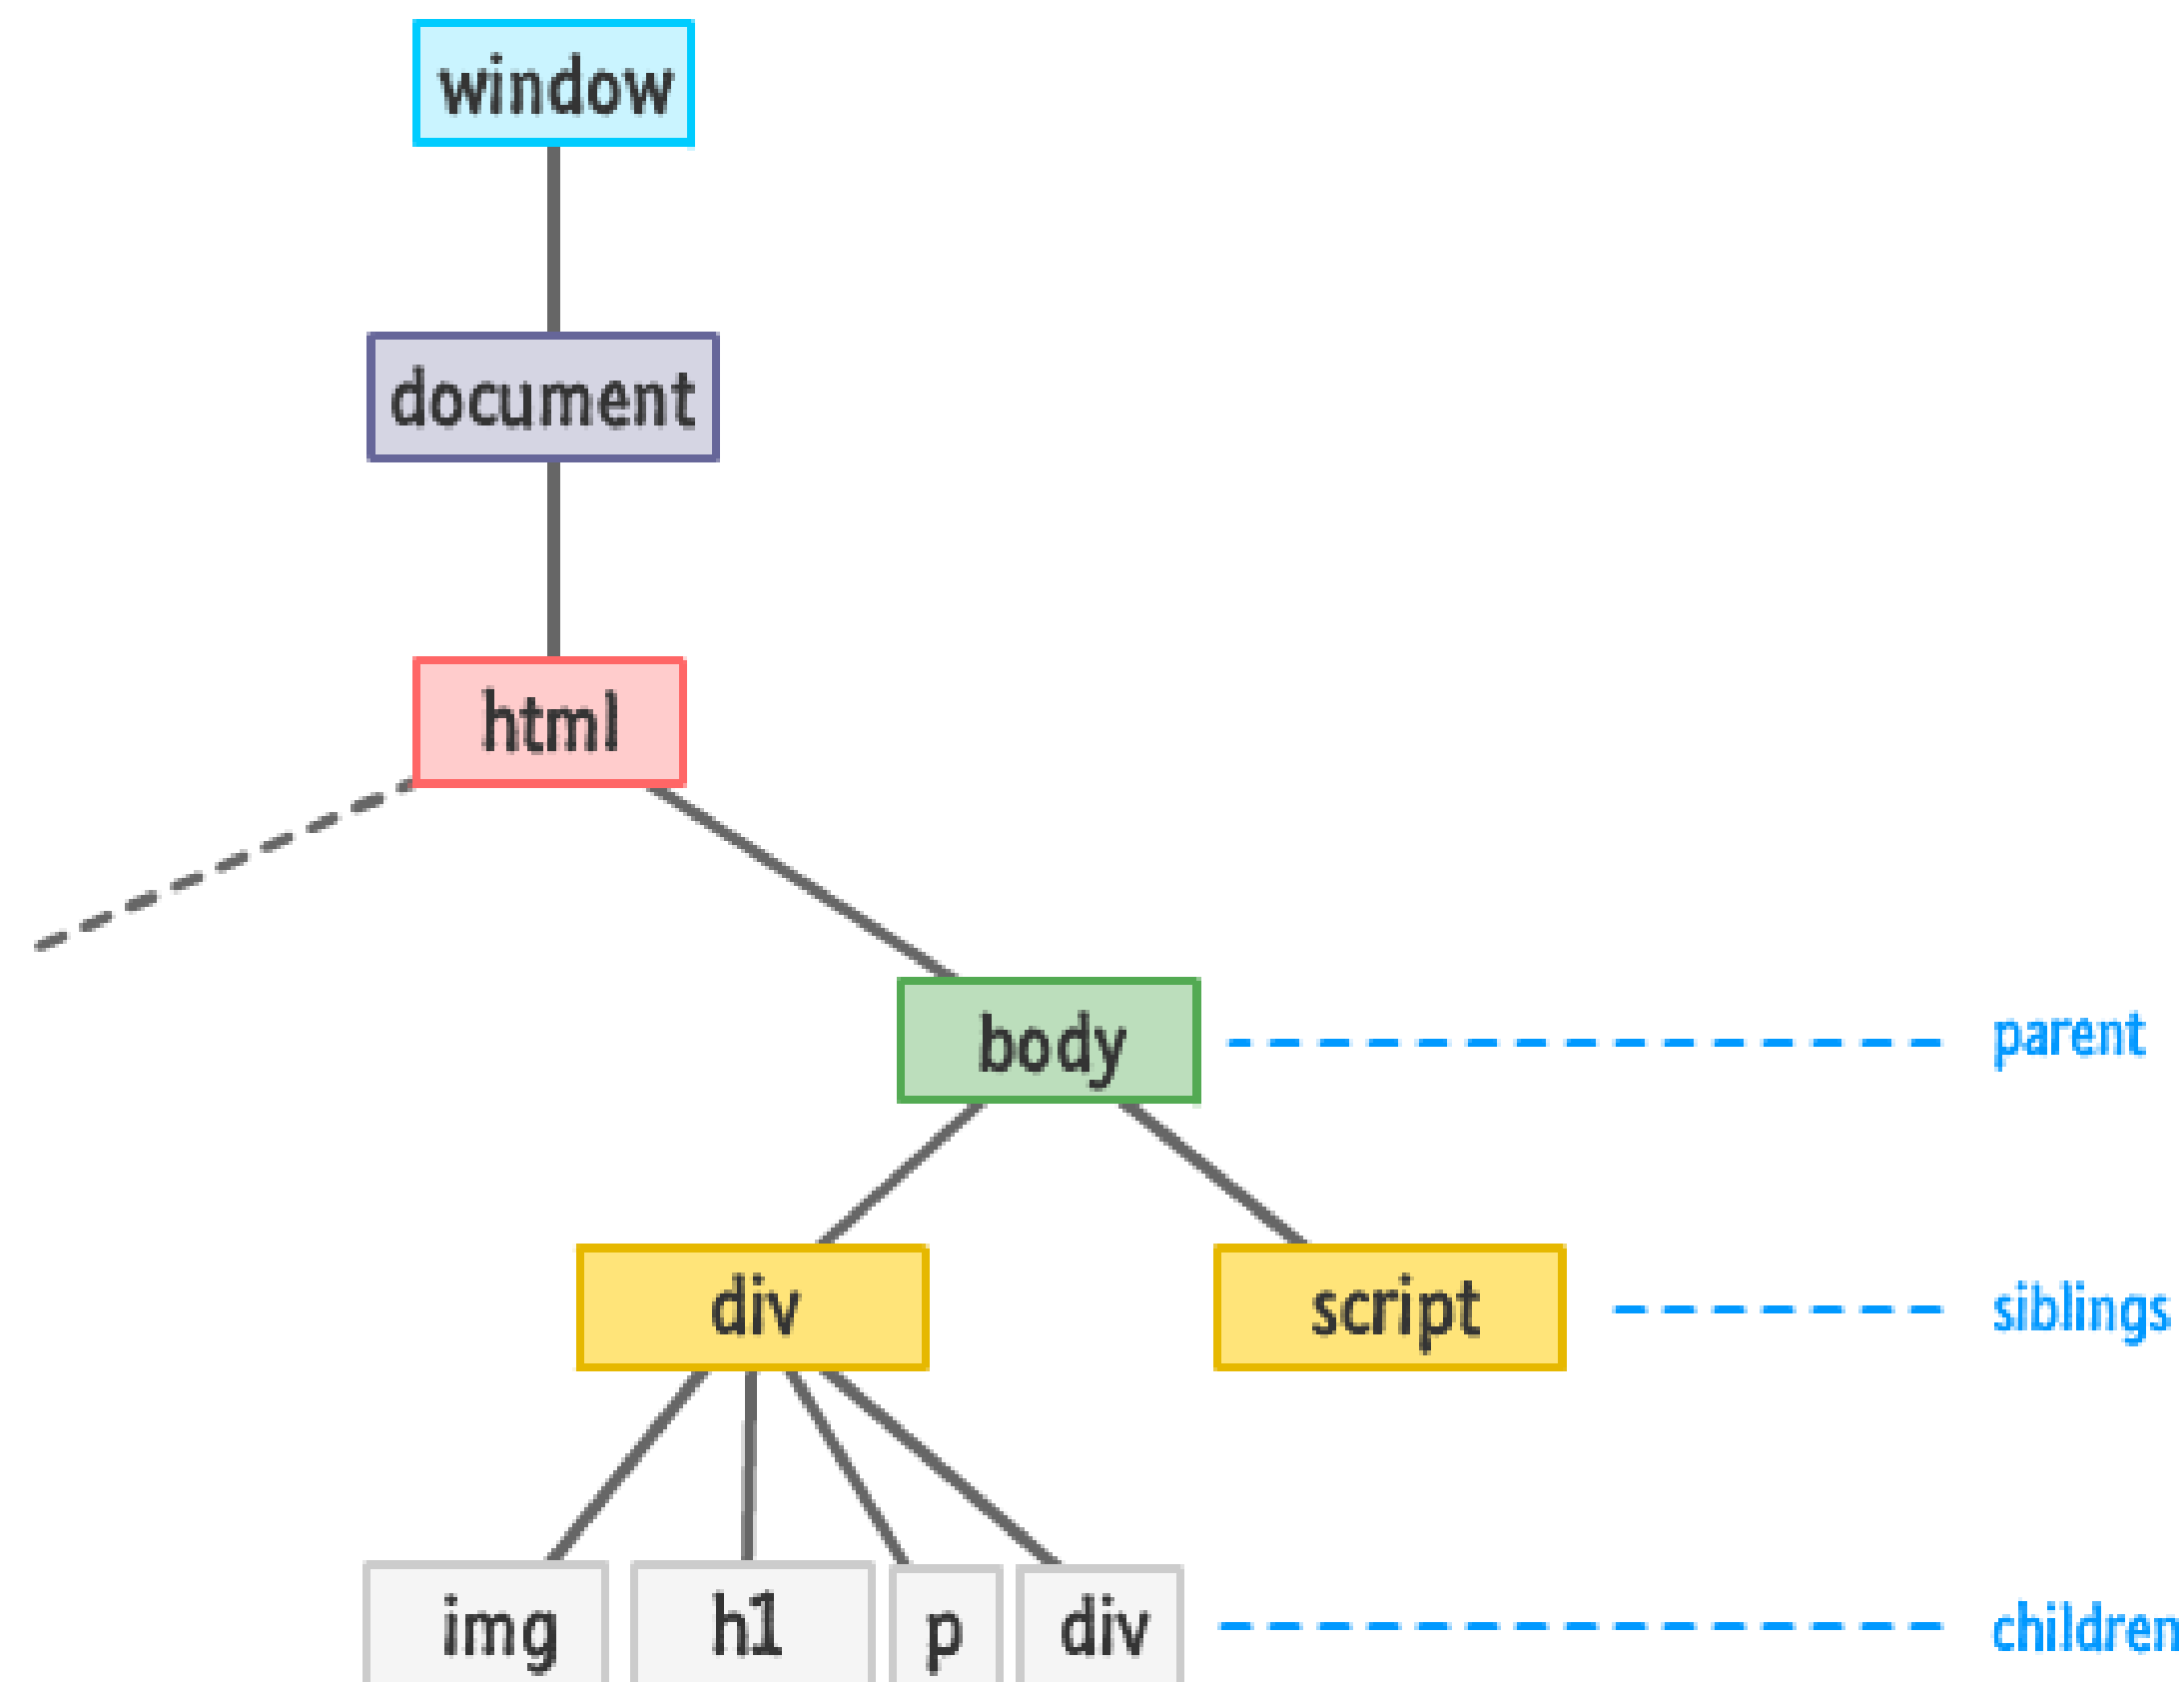 window
document
html
body
parent
div
script
siblings
img
h1
p
div
children